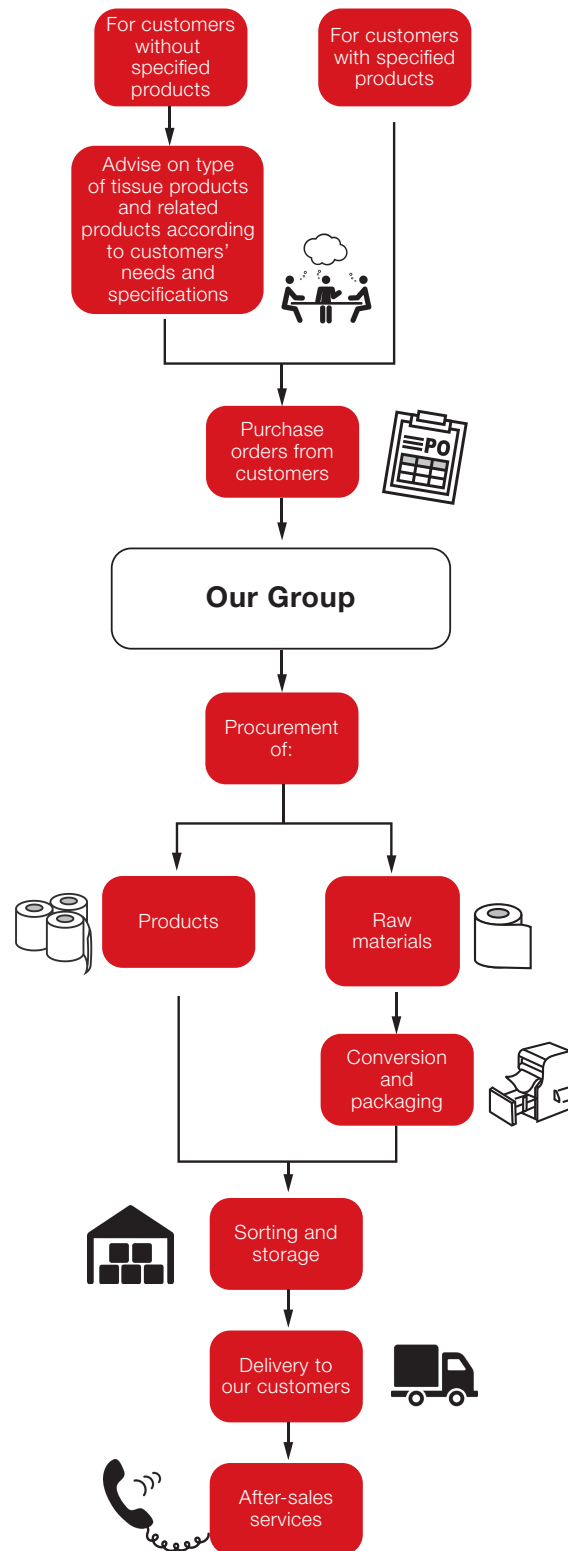 For customers
without
specified
products
For customers
with specified
products
Advise on type
of tissue products
and related
products according
to customers’
needs and
specifications
Purchase
orders from
customers
PO
Our Group
Procurement
of:
Products
Raw
materials
Conversion
and
packaging
Sorting and
storage
Delivery to
our customers
After-sales
services